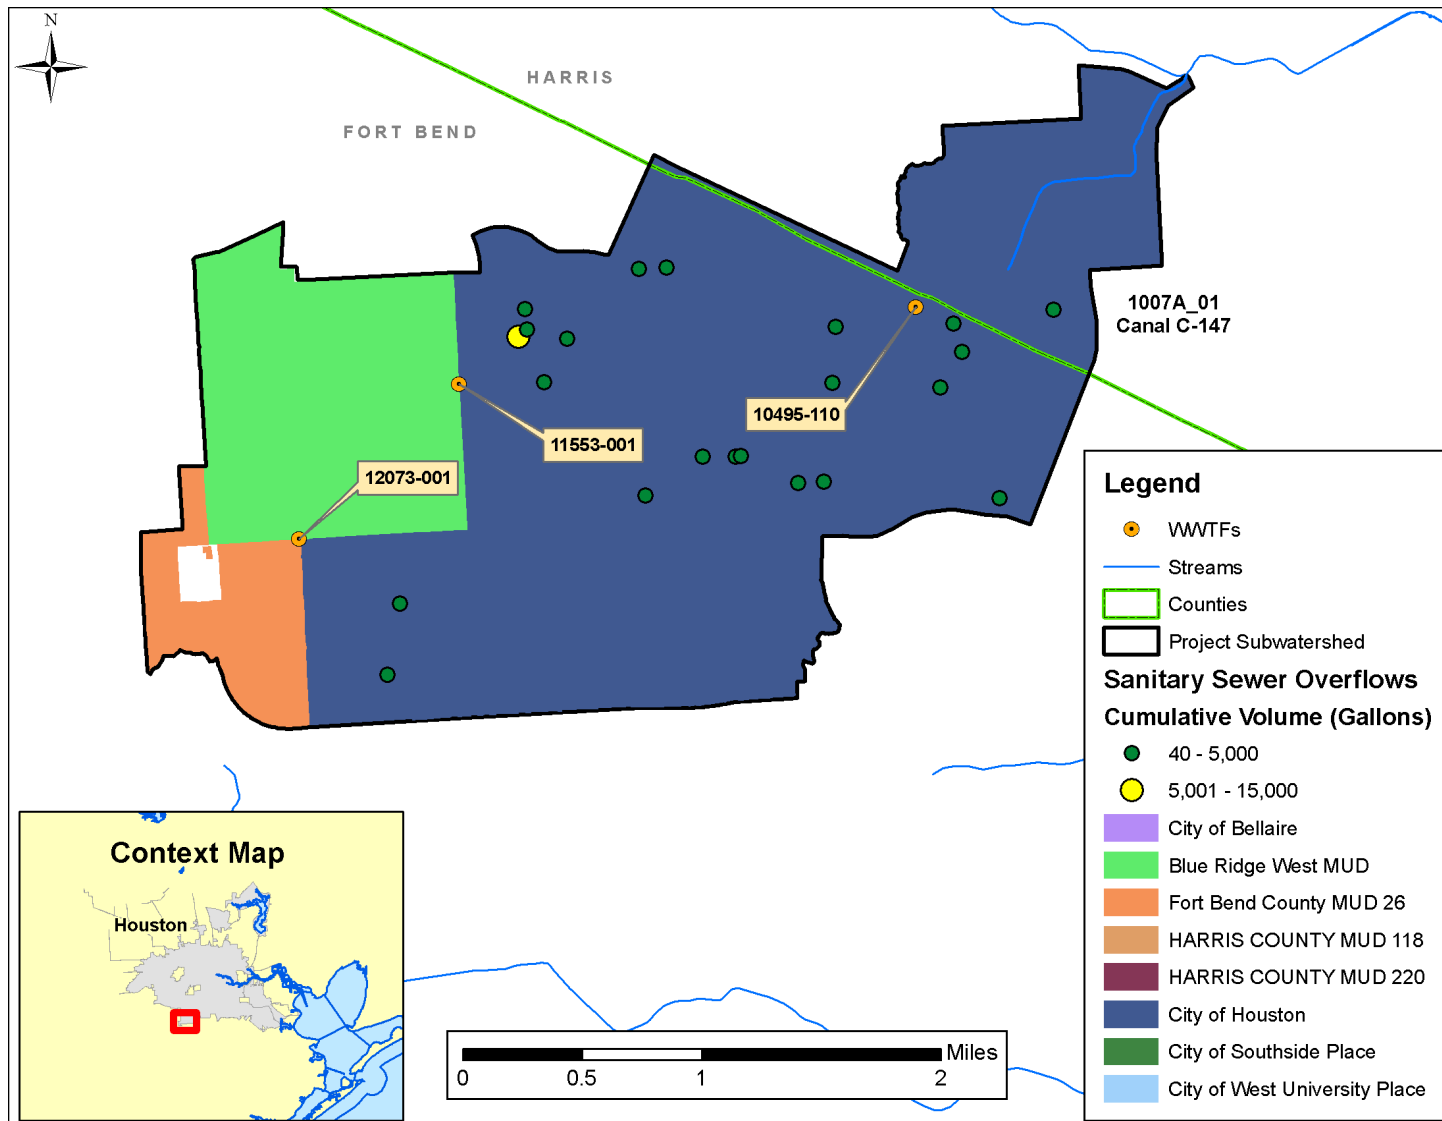 N
HARRIS
FORT BEND
1007A_01
Canal C-147
10495-110
11553-001
12073-001
Legend
WWTFs
Streams
Counties
Project Subwatershed
Sanitary Sewer Overflows
Cumulative Volume (Gallons)
40 - 5,000
5,001 - 15,000
City of Bellaire
Blue Ridge West MUD
Fort Bend County MUD 26
HARRIS COUNTY MUD 118
HARRIS COUNTY MUD 220
City of Houston
City of Southside Place
City of West University Place
Context Map
Houston
Miles
0 0.5 1 2